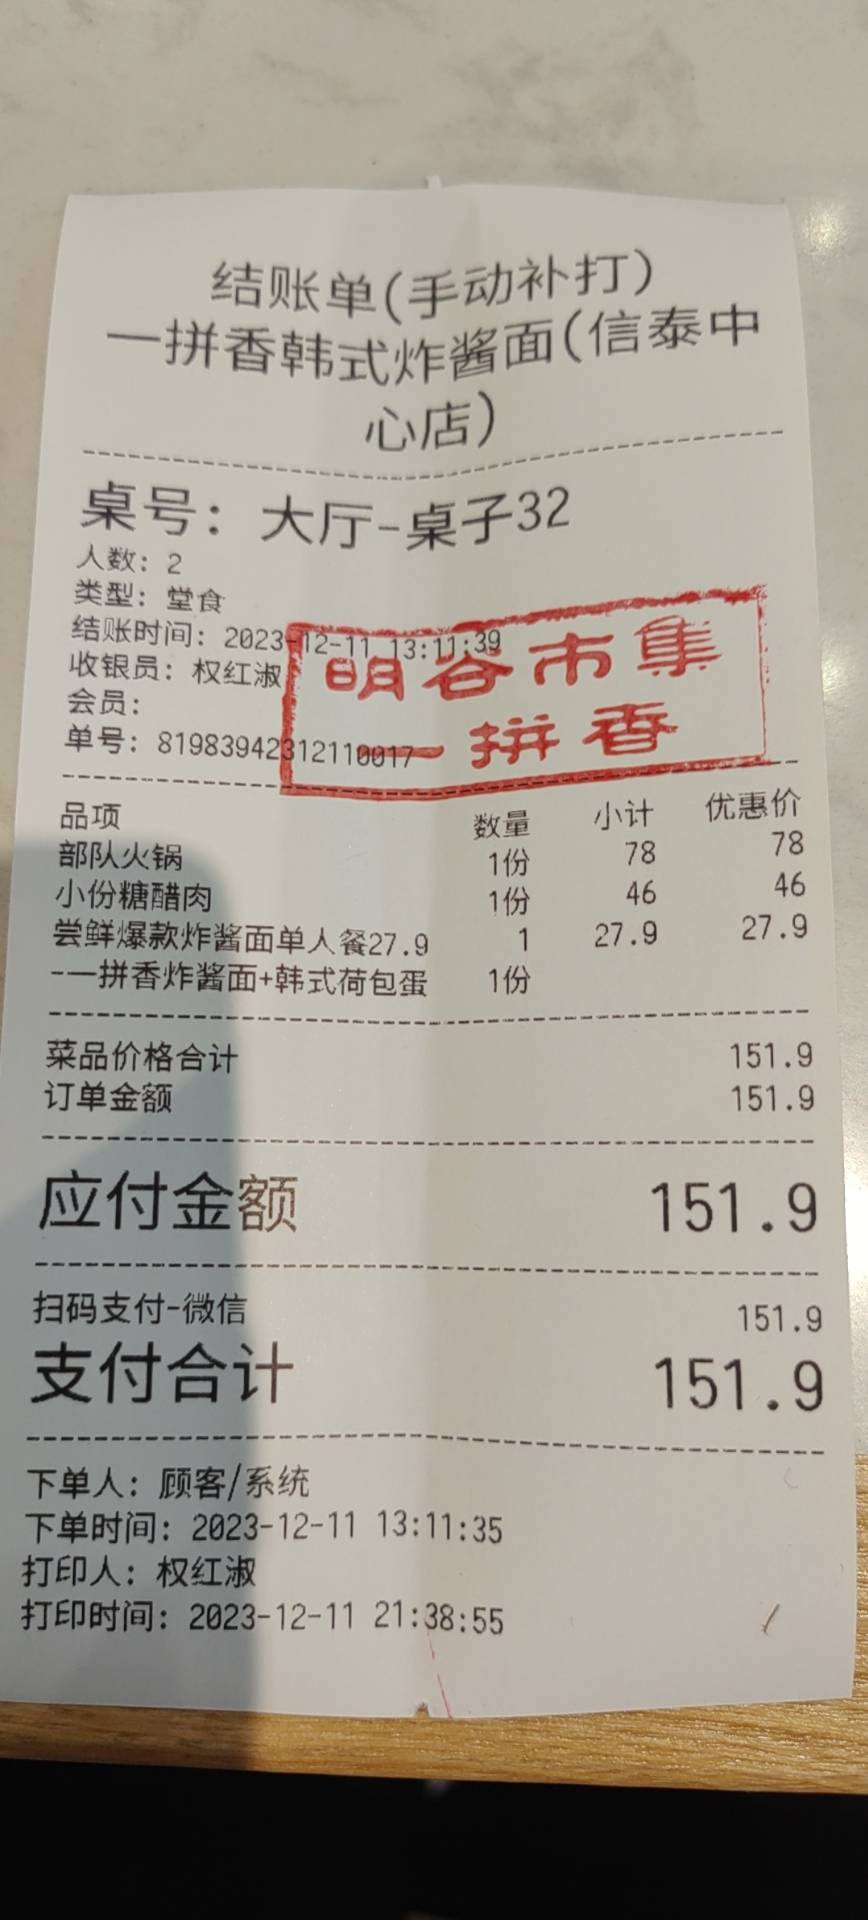 结账单(手动补打)
一拼香韩式炸酱面(信泰中
心店)
桌号: 大厅-桌子32
人数: 2
类型: 堂食
结账时间: 2023-12-11 13:11:39
收银员: 权红淑
会员:
单号: 81983942312110017
明谷市集
一拼香
品项 数量 小计 优惠价
部队火锅 1份 78 78
小份糖醋肉 1份 46 46
尝鲜爆款炸酱面单人餐27.9 1 27.9 27.9
-一拼香炸酱面+韩式荷包蛋 1份
菜品价格合计 151.9
订单金额 151.9
应付金额 151.9
扫码支付-微信 151.9
支付合计 151.9
下单人: 顾客/系统
下单时间: 2023-12-11 13:11:35
打印人: 权红淑
打印时间: 2023-12-11 21:38:55